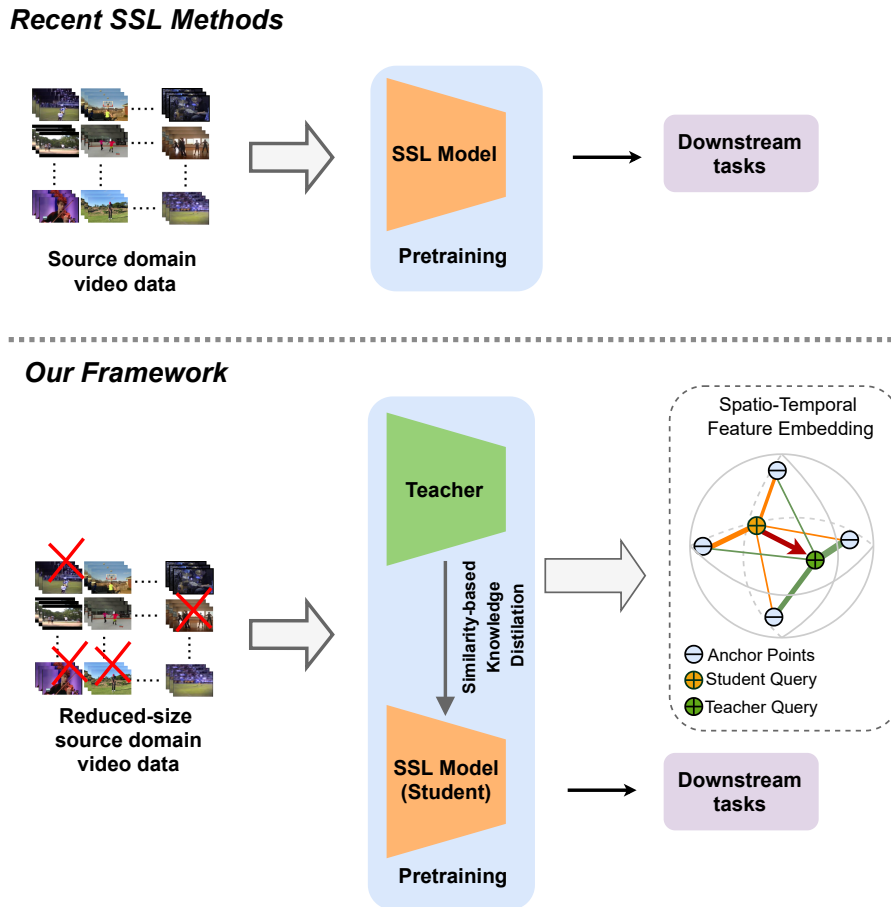 Recent SSL Methods
SSL Model
Pretraining
Downstream
tasks
Source domain
video data
Our Framework
Spatio-Temporal
Feature Embedding
Teacher
Similarity-based
Knowledge
Distilation
Anchor Points
Student Query
Teacher Query
Reduced-size
source domain
video data
SSL Model
(Student)
Downstream
tasks
Pretraining